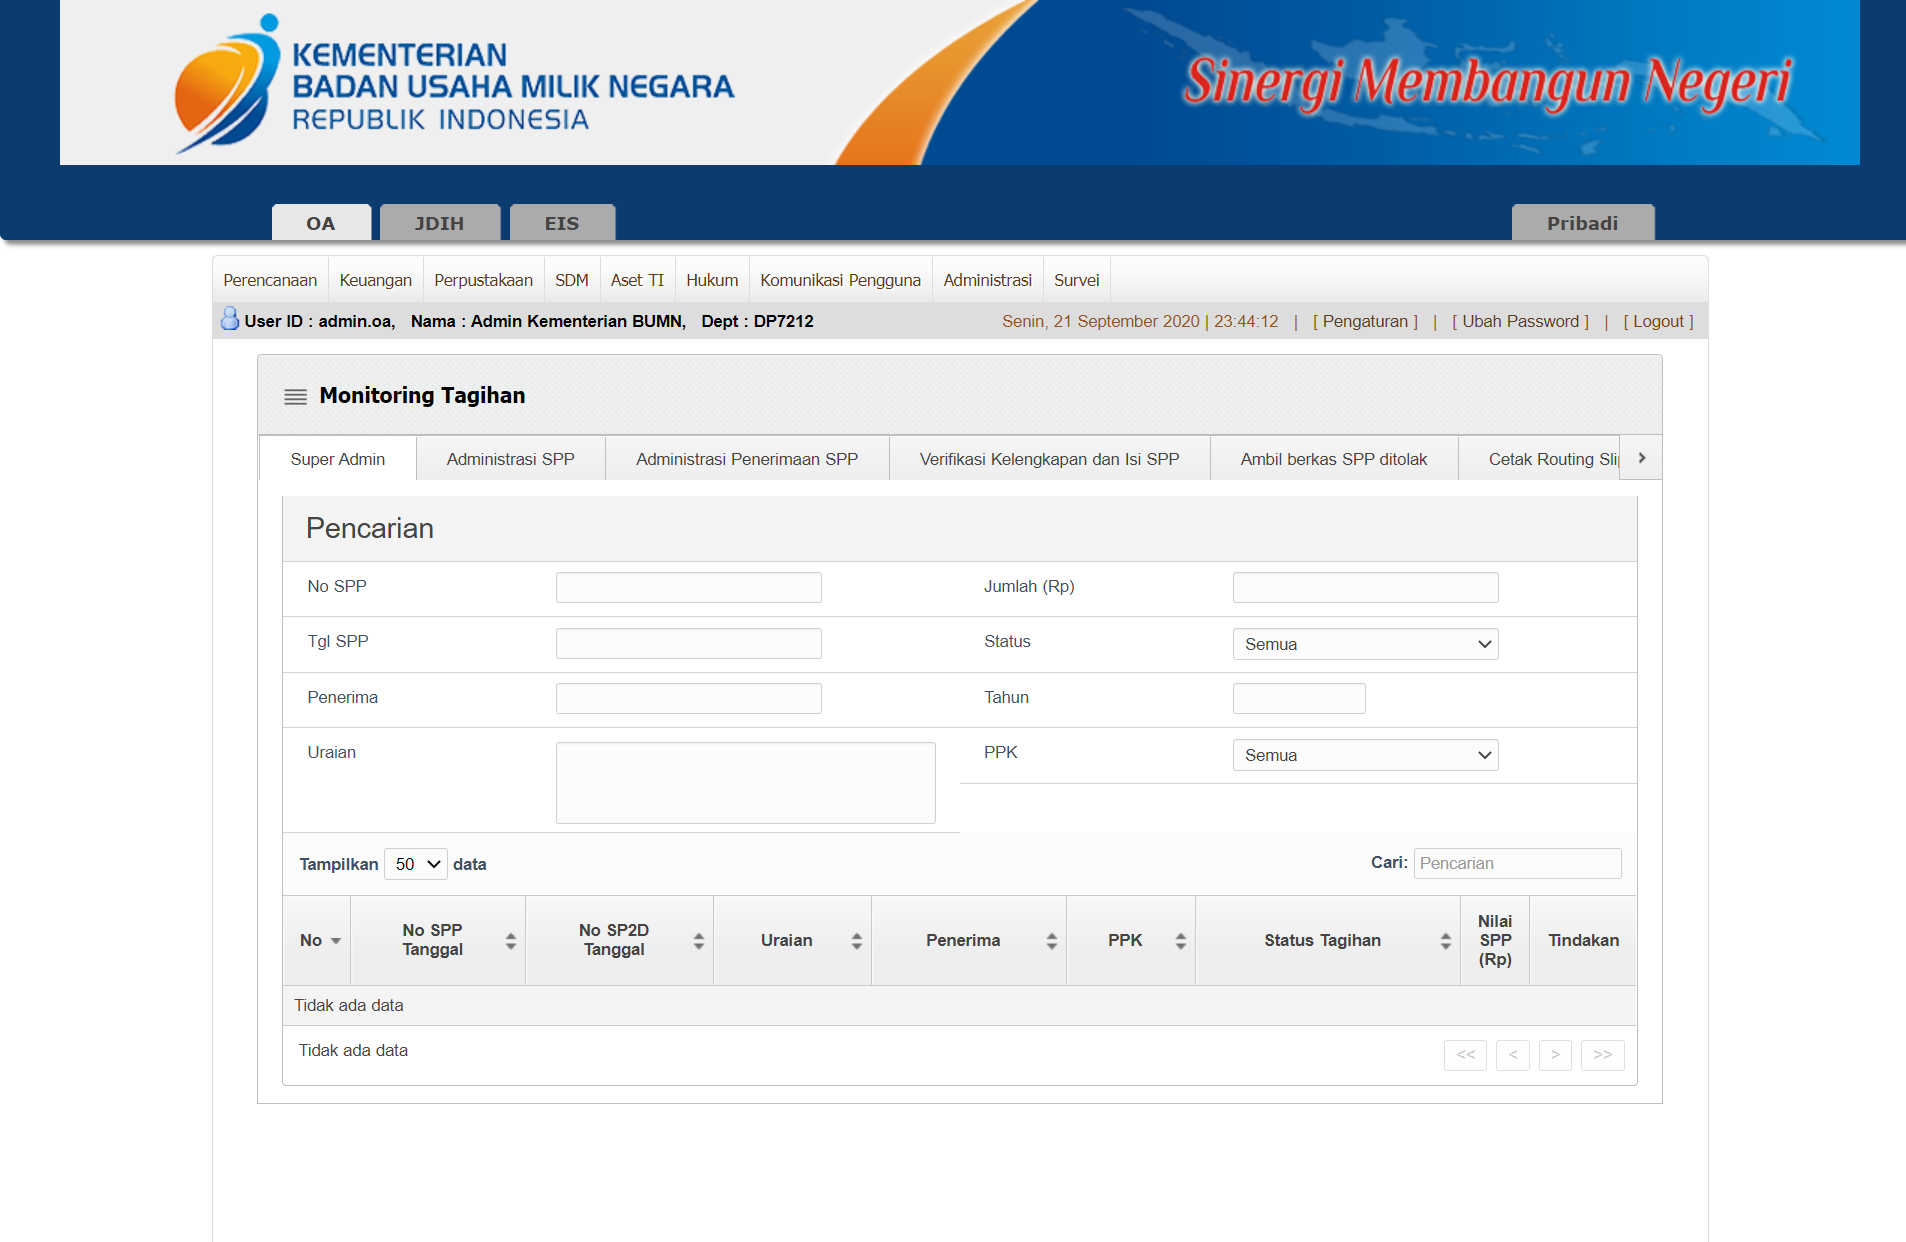 KEMENTERIAN
BADAN USAHA MILIK NEGARA
REPUBLIK INDONESIA
Sinergi Membangun Negeri
OA JDIH EIS Pribadi
Perencanaan Keuangan Perpustakaan SDM Aset TI Hukum Komunikasi Pengguna Administrasi Survei
User ID : admin.oa, Nama : Admin Kementerian BUMN, Dept : DP7212 Senin, 21 September 2020 | 23:44:12 | [ Pengaturan ] | [ Ubah Password ] | [ Logout ]
Monitoring Tagihan
Super Admin Administrasi SPP Administrasi Penerimaan SPP Verifikasi Kelengkapan dan Isi SPP Ambil berkas SPP ditolak Cetak Routing Sli
Pencarian
No SPP Jumlah (Rp)
Tgl SPP Status Semua
Penerima Tahun
Uraian PPK Semua
Tampilkan 50 data Cari: Pencarian
No No SPP Tanggal No SP2D Tanggal Uraian Penerima PPK Status Tagihan Nilai SPP (Rp) Tindakan
Tidak ada data
Tidak ada data << < > >>